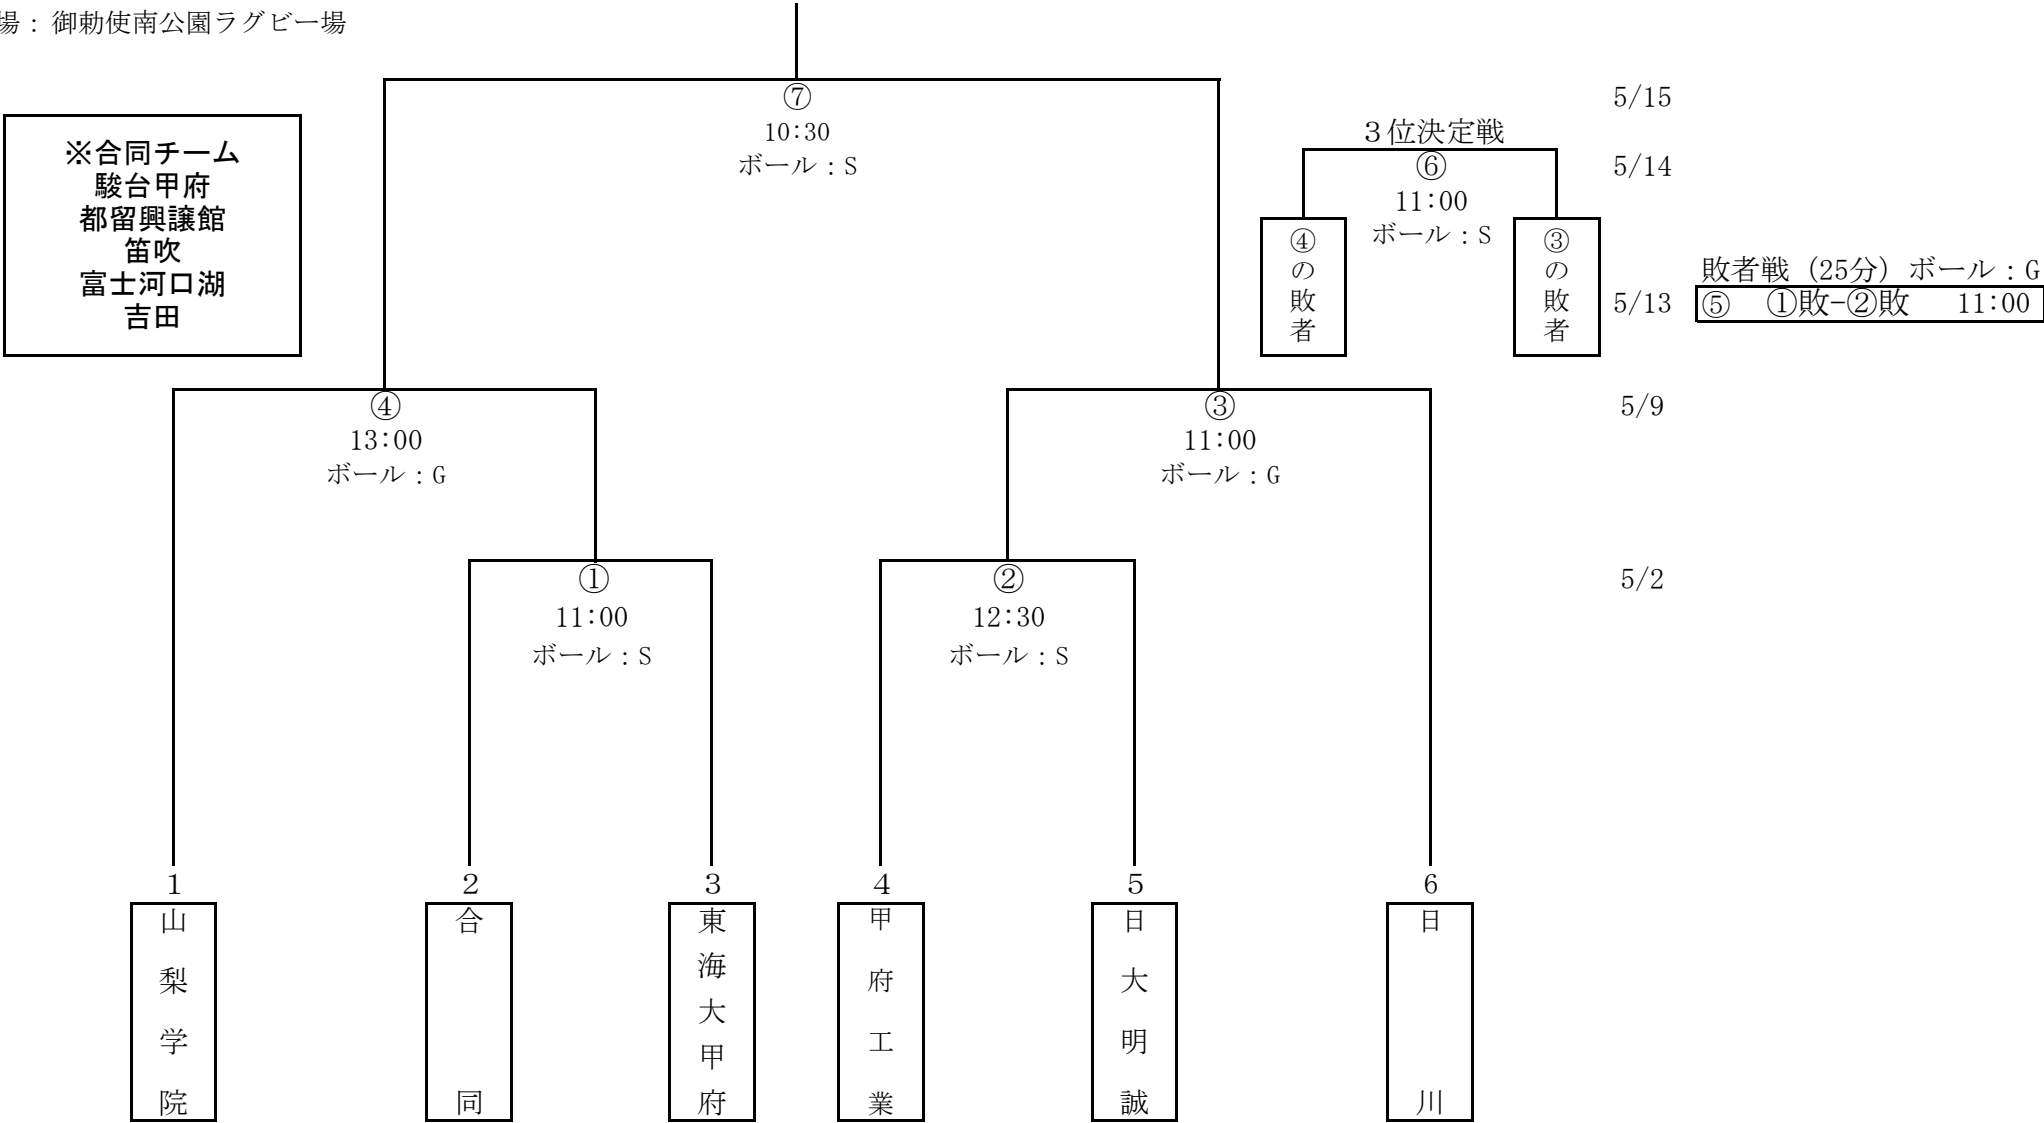 場：御勅使南公園ラグビー場
⑦
10:30
ボール：S
※合同チーム
駿台甲府
都留興譲館
笛吹
富士河口湖
吉田
5/15
３位決定戦
⑥
11:00
ボール：S
5/14
④の敗者
③の敗者
敗者戦（25分）ボール：G
5/13
⑤ ①敗−②敗 11:00
④
13:00
ボール：G
③
11:00
ボール：G
5/9
①
11:00
ボール：S
②
12:30
ボール：S
5/2
1
山梨学院
2
合同
3
東海大甲府
4
甲府工業
5
日大明誠
6
日川